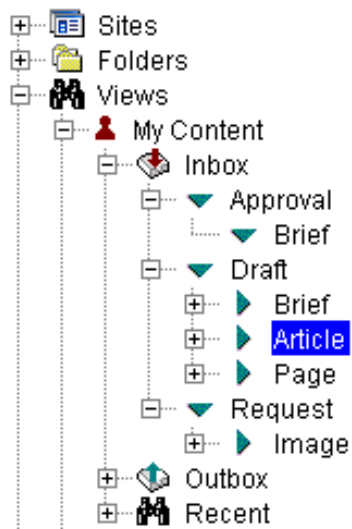 Sites
Folders
Views
My Content
Inbox
Approval
Brief
Draft
Brief
Article
Page
Request
Image
Outbox
Recent